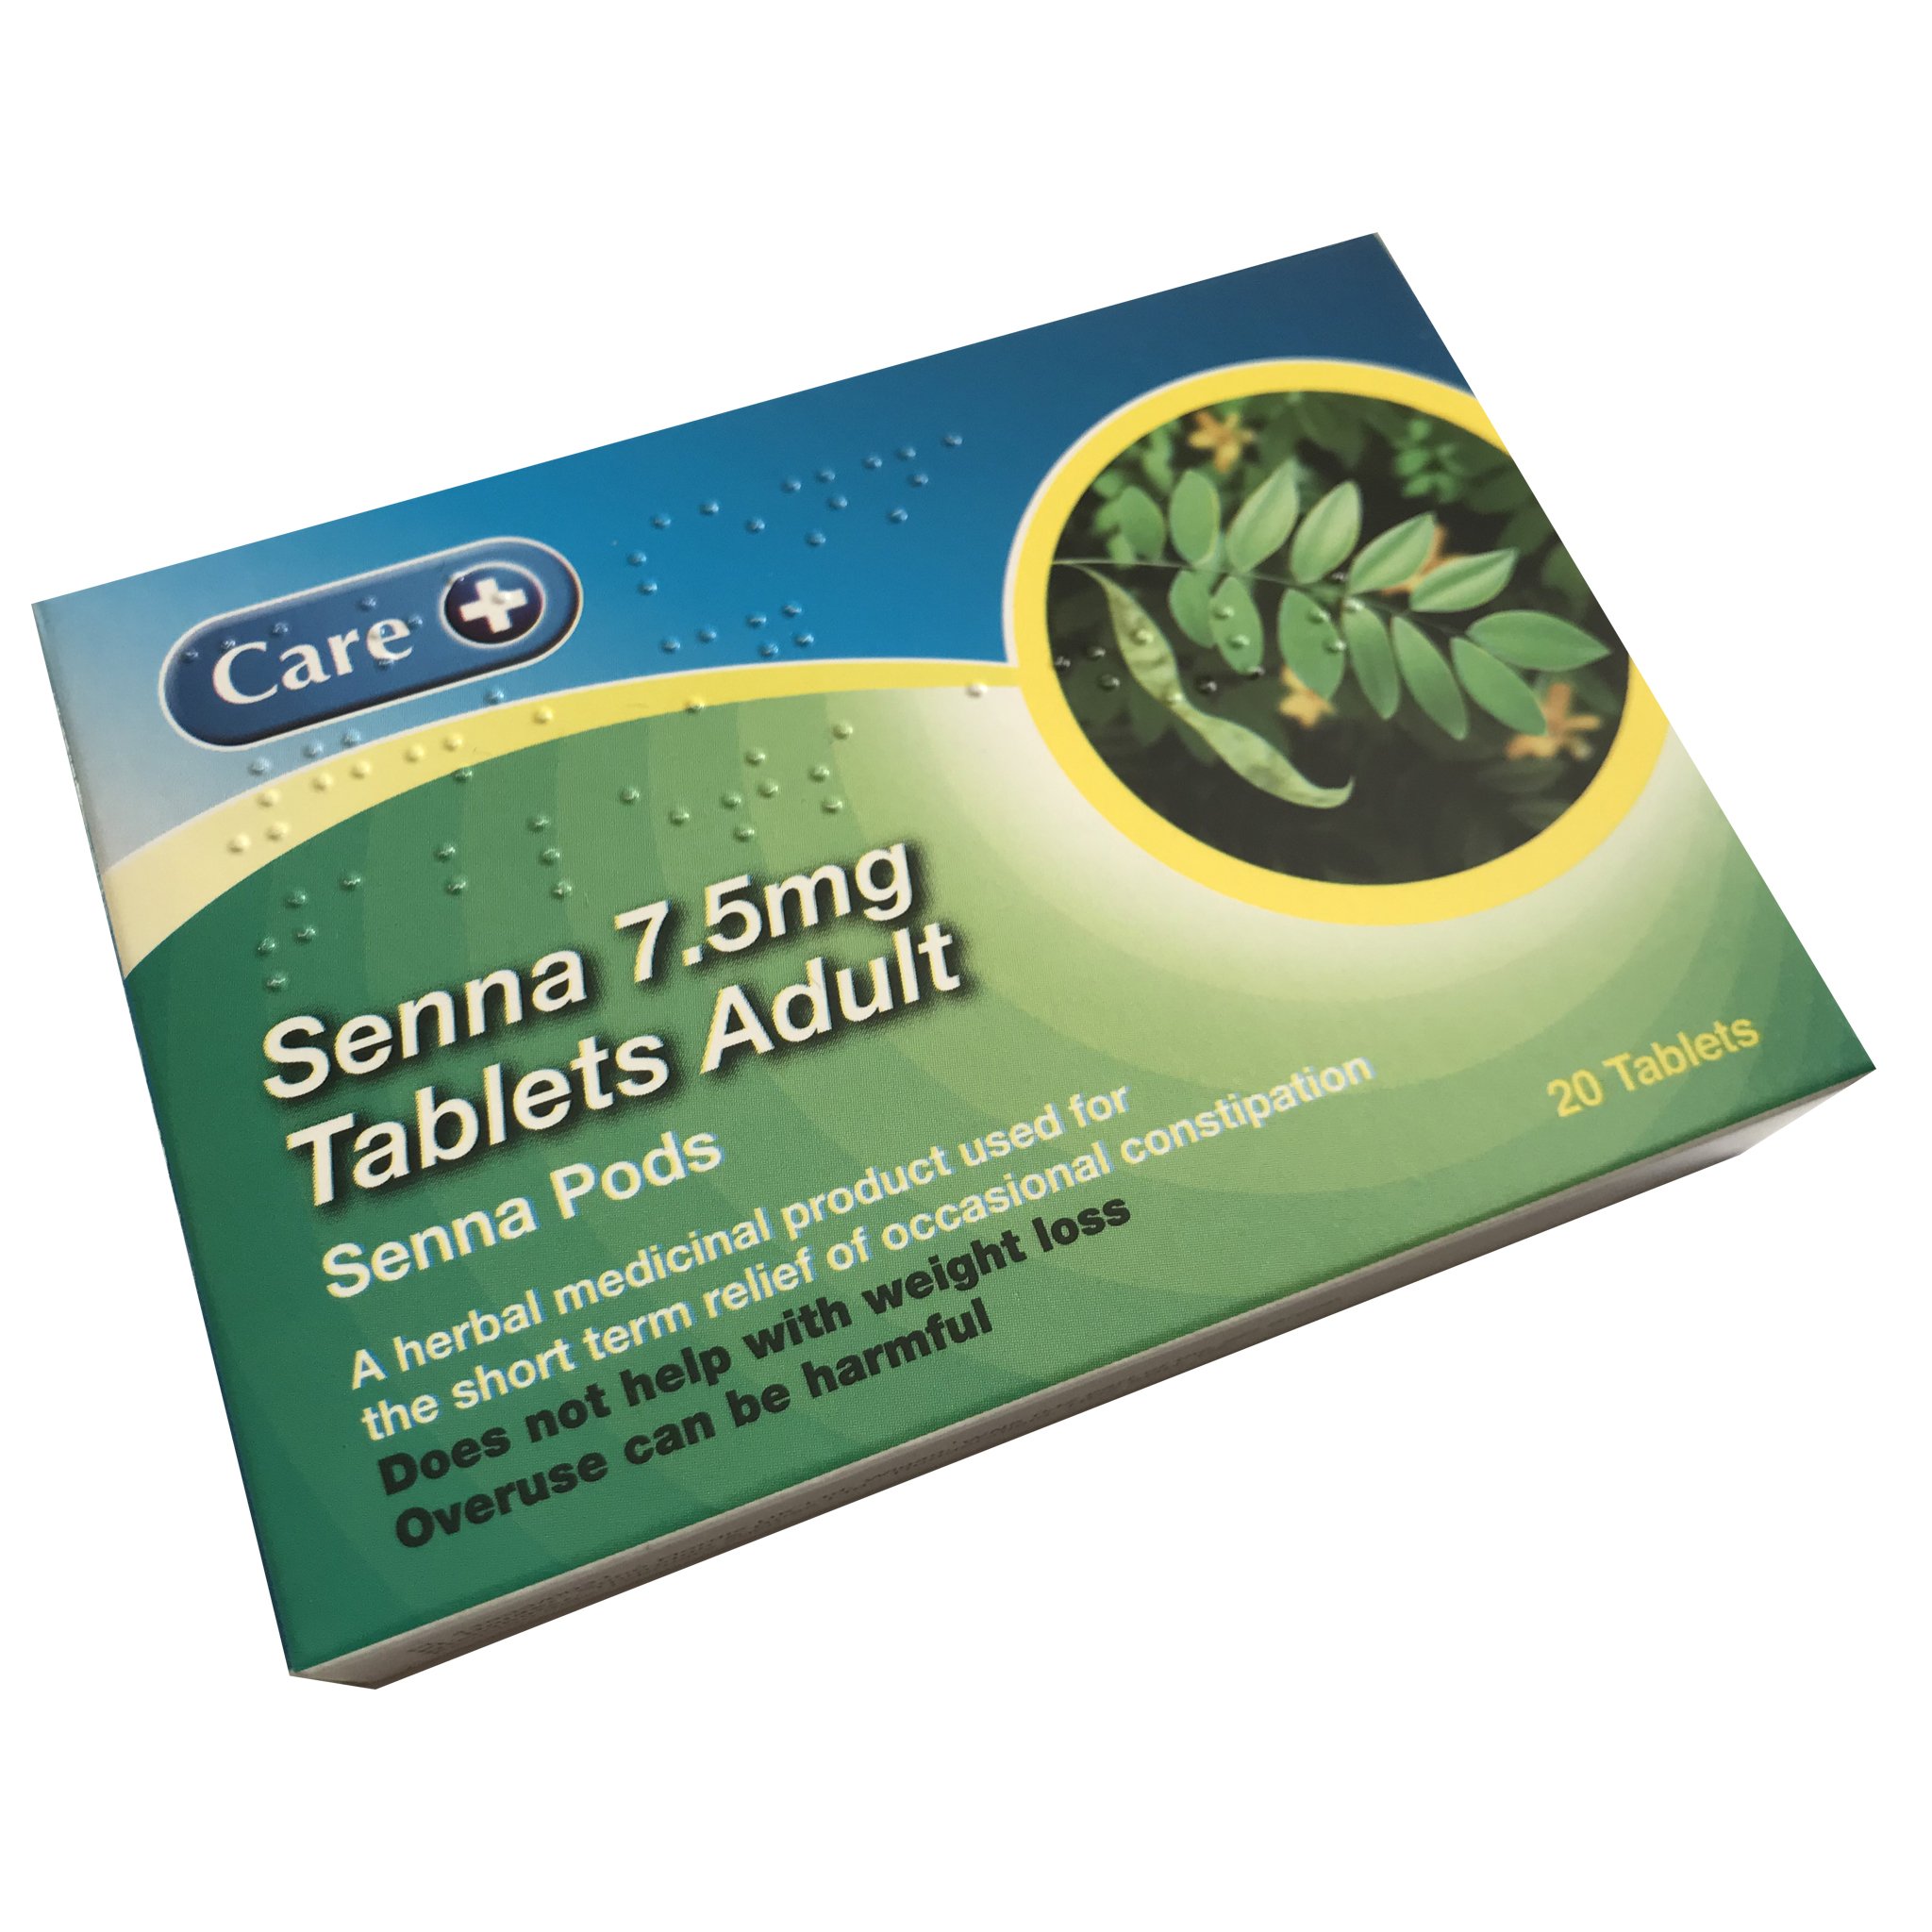 Care
Senna 7.5mg
Tablets Adult
Senna Pods
A herbal medicinal product used for
the short term relief of occasional constipation
Does not help with weight loss
Overuse can be harmful
20 Tablets